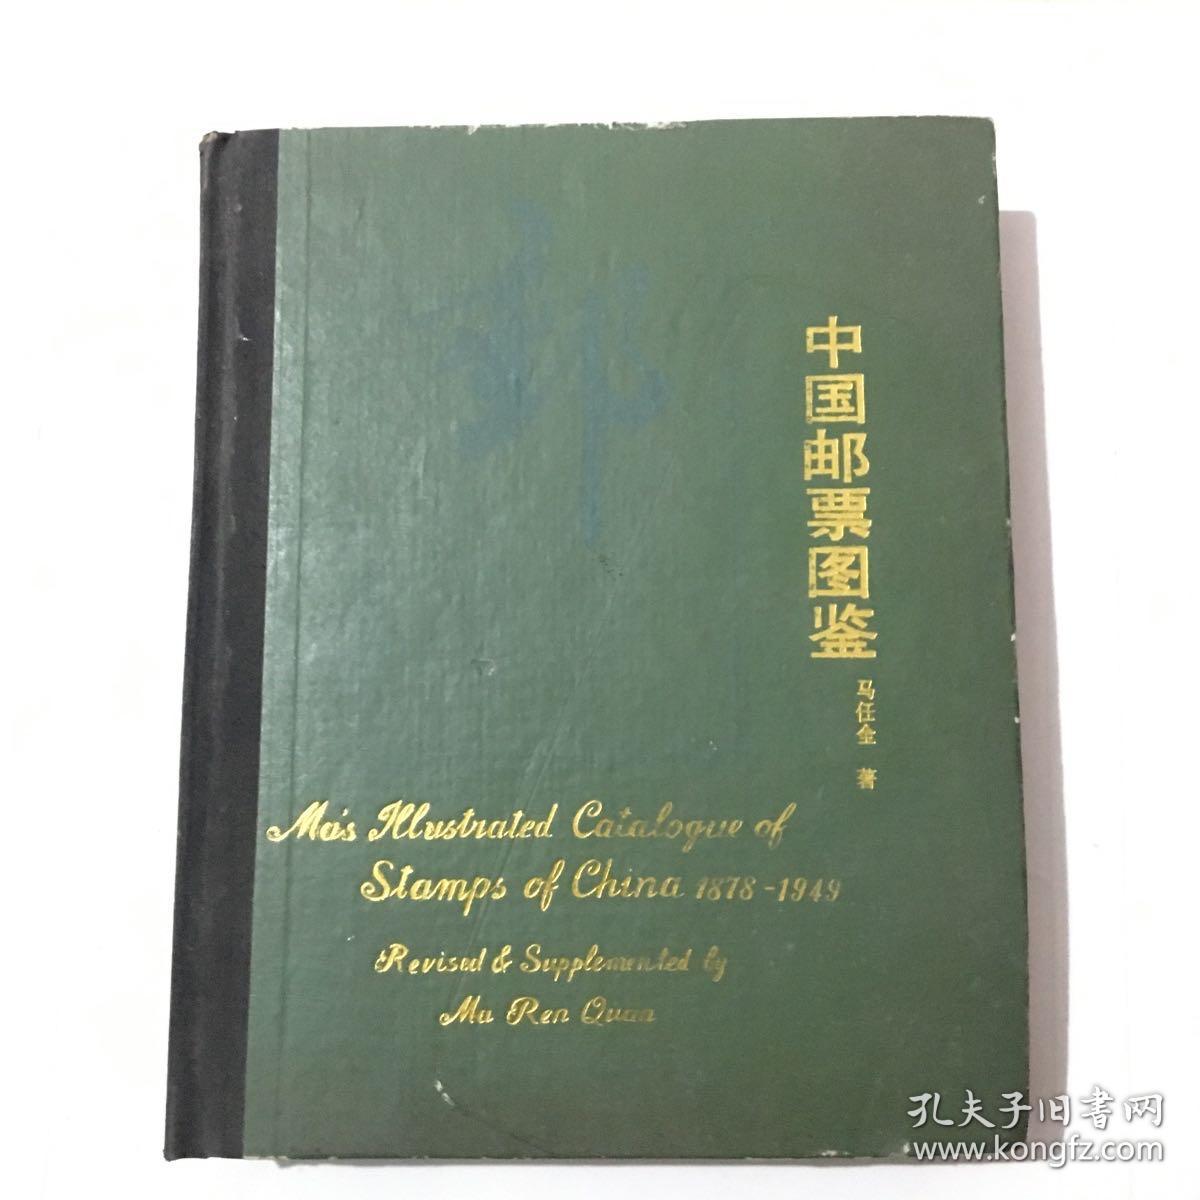 邮
中国邮票图鉴
马任全 著
Ma's Illustrated Catalogue of
Stamps of China 1878-1949
Revised & Supplemented by
Ma Ren Quan
孔夫子旧书网
www.kongfz.com